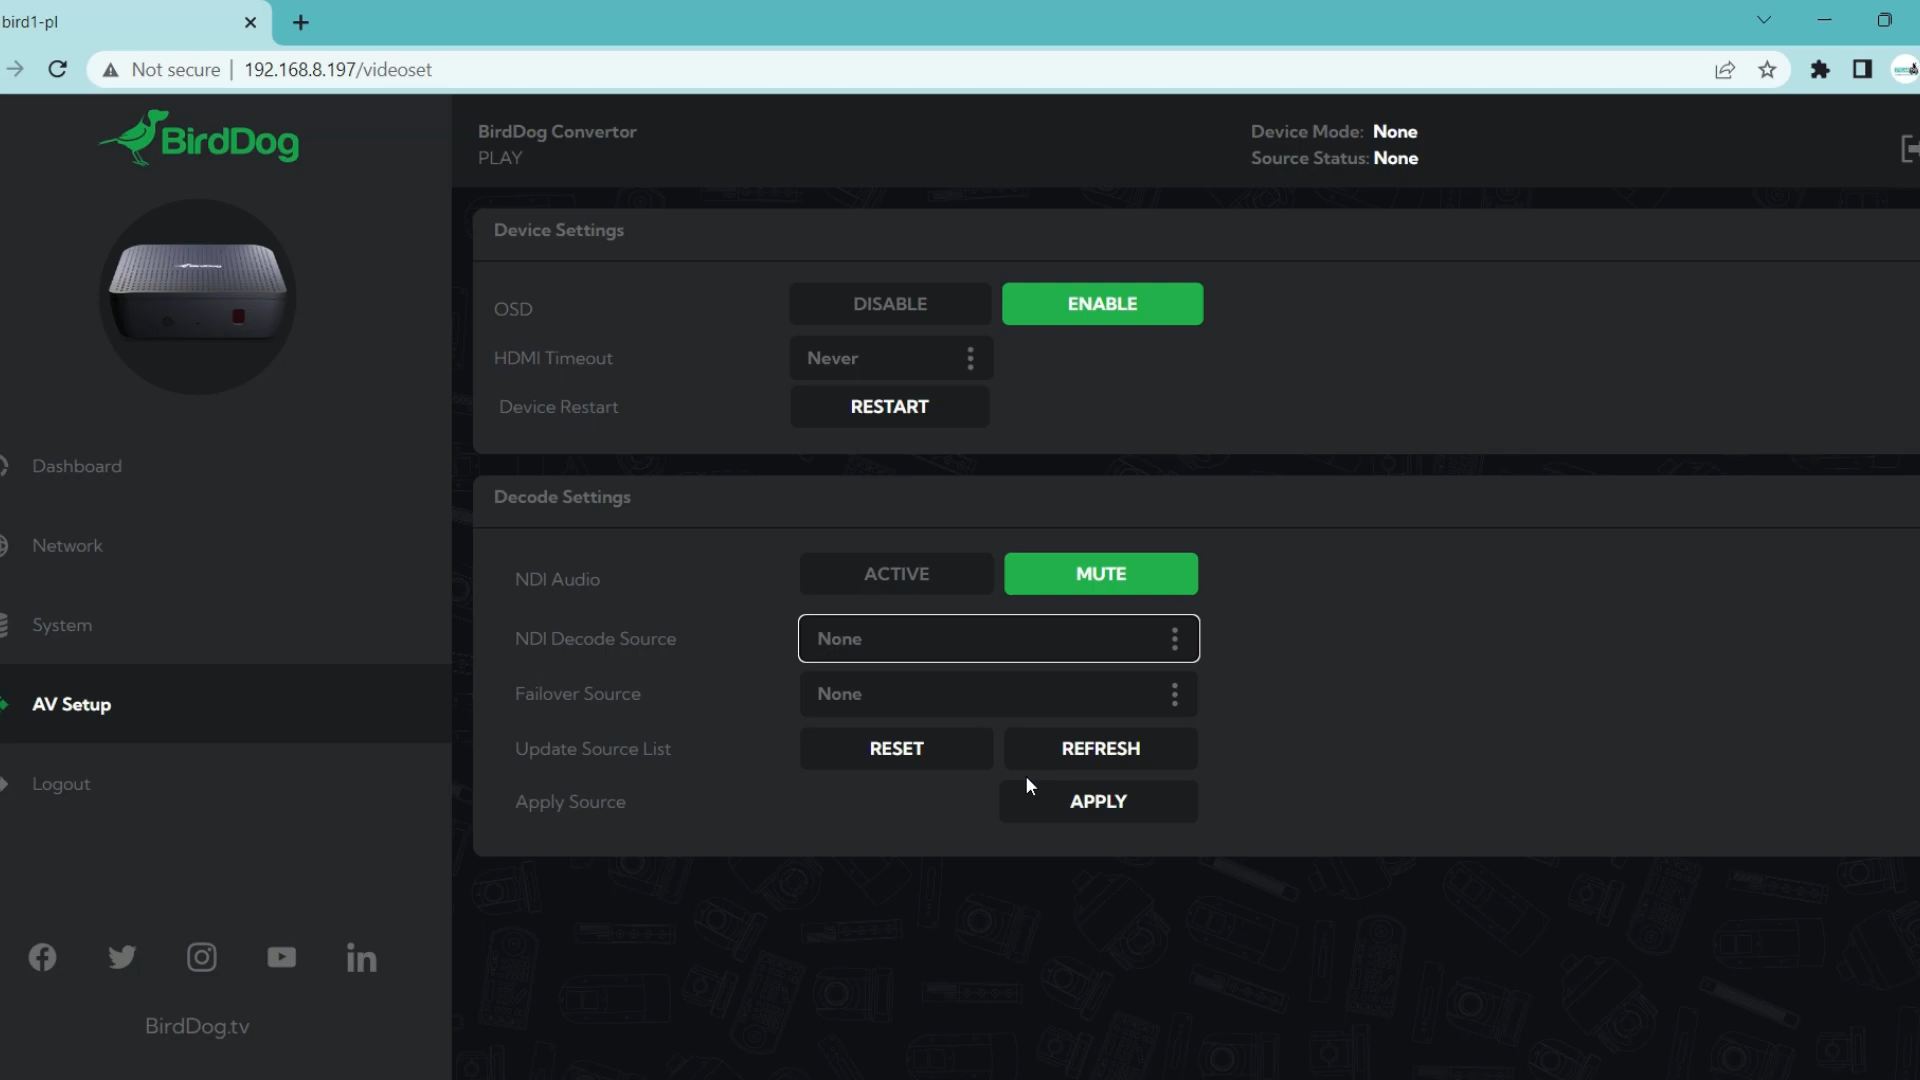 bird1-pl
Not secure | 192.168.8.197/videoset
BirdDog
BirdDog Convertor
PLAY
Device Mode: None
Source Status: None
Device Settings
OSD
DISABLE
ENABLE
HDMI Timeout
Never
Device Restart
RESTART
Dashboard
Network
System
AV Setup
Logout
Decode Settings
NDI Audio
ACTIVE
MUTE
NDI Decode Source
None
Failover Source
None
Update Source List
RESET
REFRESH
Apply Source
APPLY
BirdDog.tv